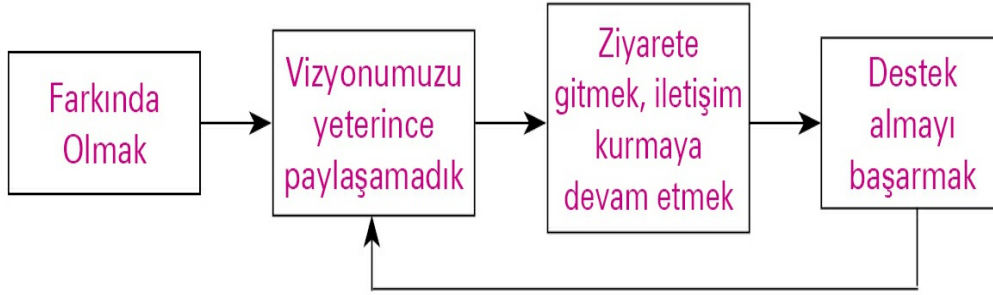 Farkında
Olmak
Vizyonumuzu
yeterince
paylaşamadık
Ziyarete
gitmek, iletişim
kurmaya
devam etmek
Destek
almayı
başarmak